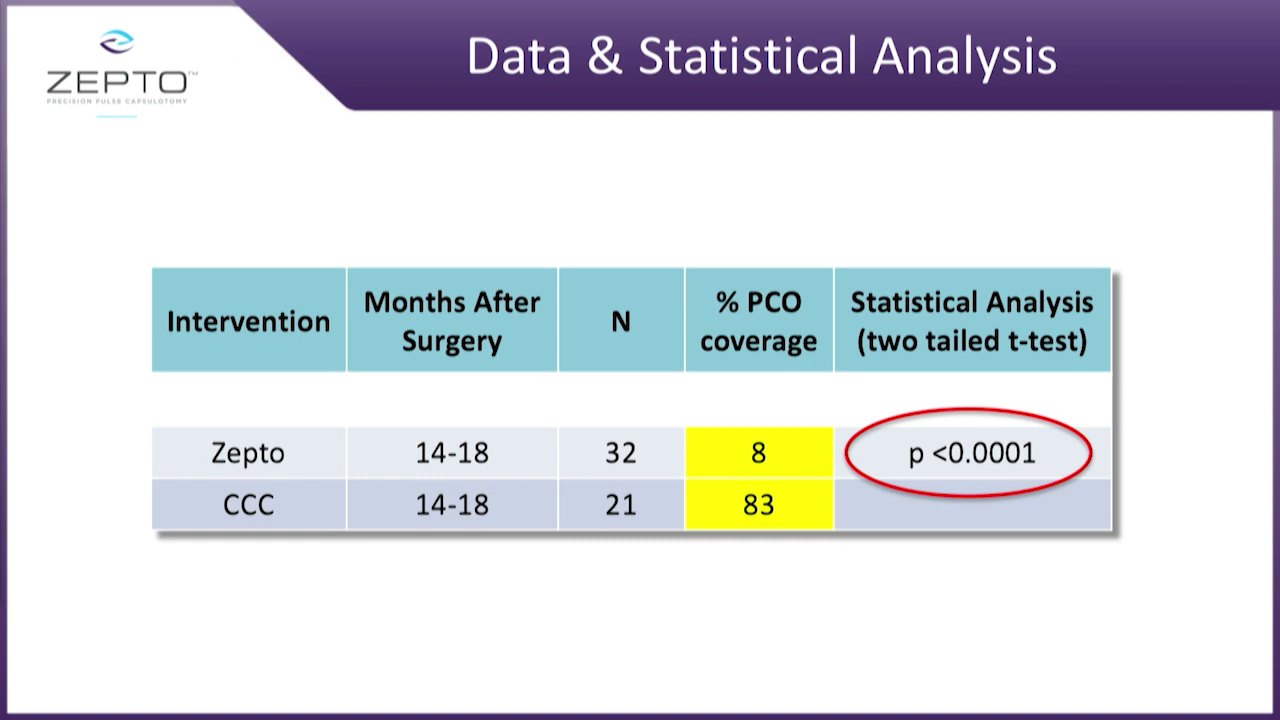 ZEPTO™
PRECISION PULSE CAPSULOTOMY
Data & Statistical Analysis
Intervention
Months After
Surgery
N
% PCO
coverage
Statistical Analysis
(two tailed t-test)
Zepto 14-18 32 8 p <0.0001
CCC 14-18 21 83